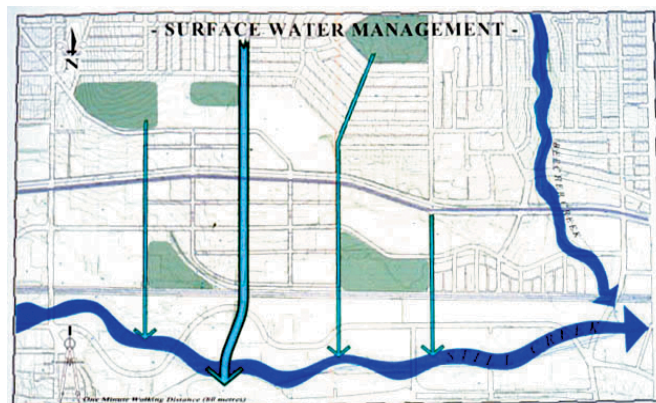 - SURFACE WATER MANAGEMENT -
N
BEECHER CREEK
STILL CREEK
One Minute Walking Distance (80 metres)